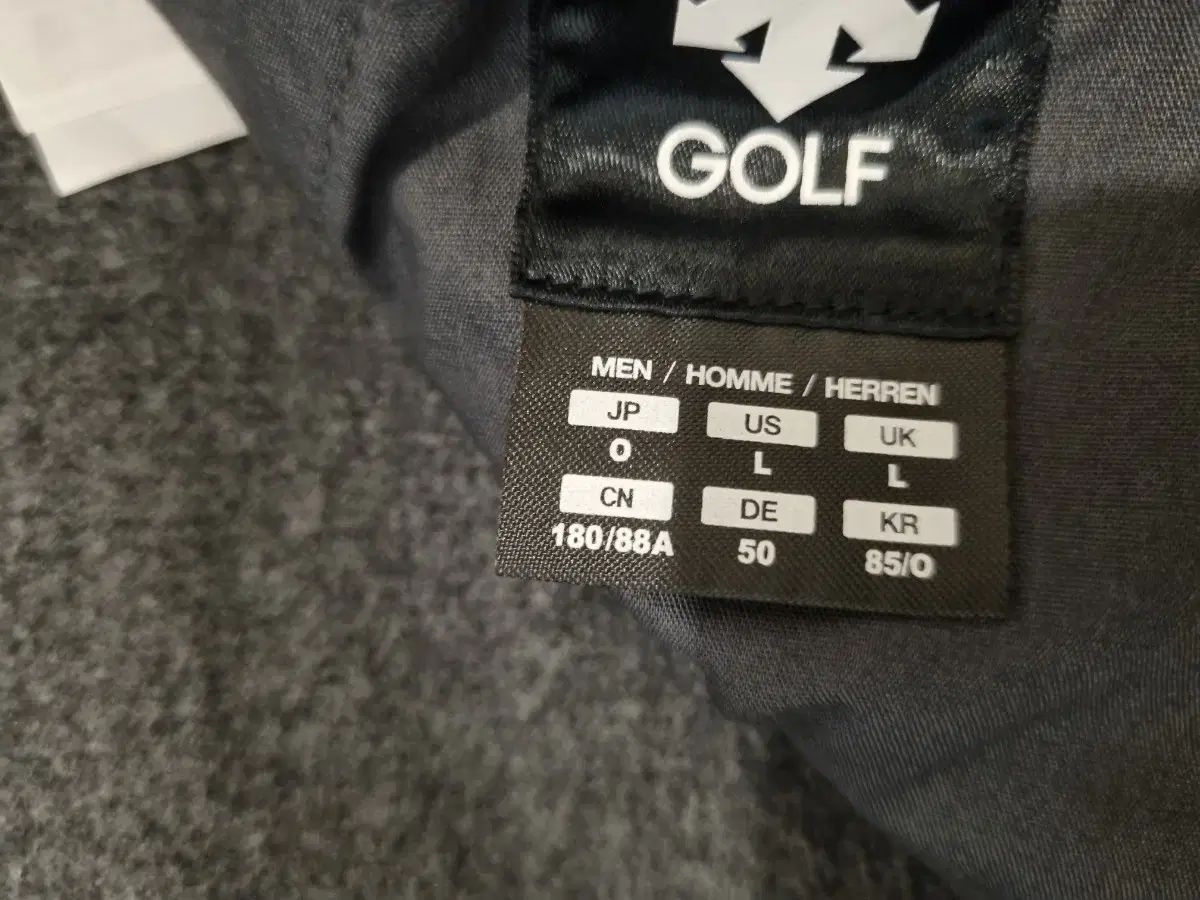 GOLF
MEN / HOMME / HERREN
JP US UK
O L L
CN DE KR
180/88A 50 85/O